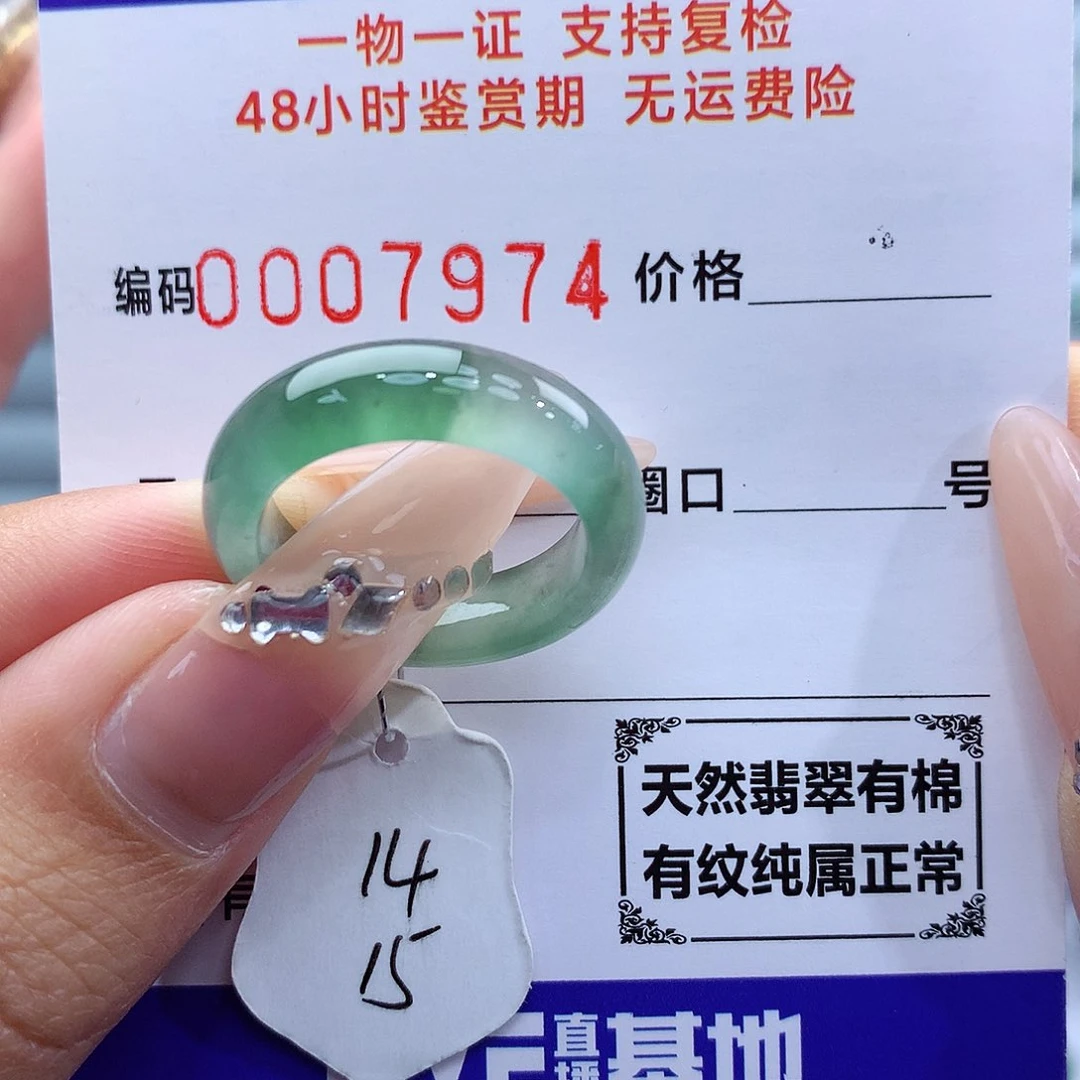 一物一证 支持复检
48小时鉴赏期 无运费险
编码0007974 价格
圈口 号
天然翡翠有棉
有纹纯属正常
14
15
直播基地